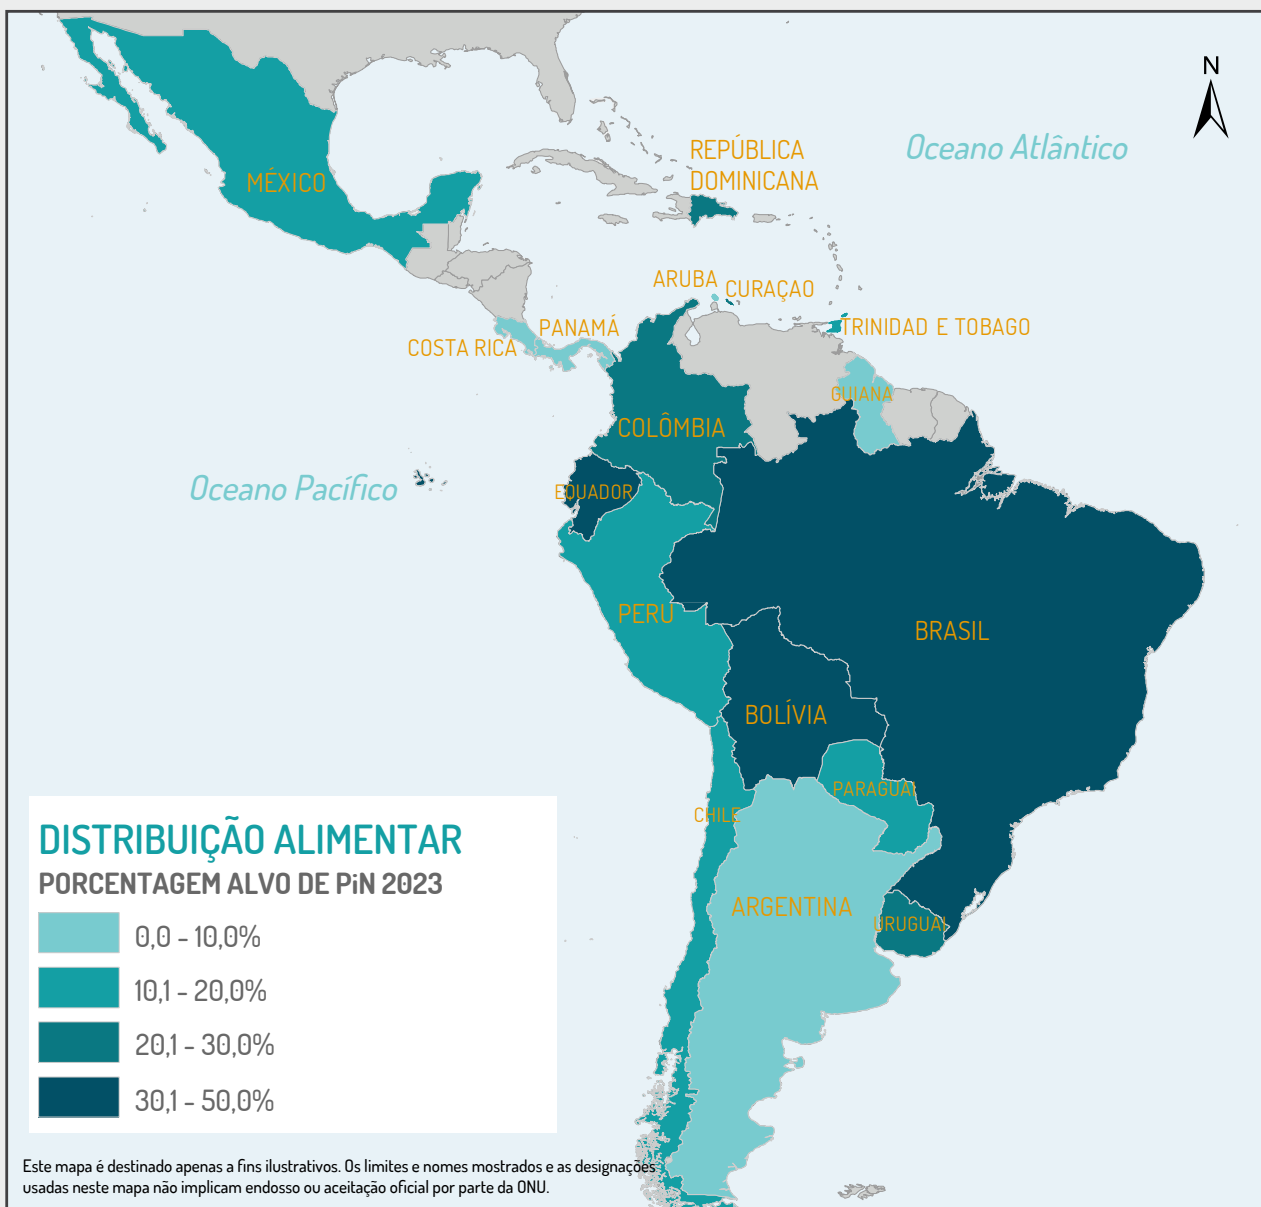 N
Oceano Atlântico
REPÚBLICA
DOMINICANA
MÉXICO
ARUBA
CURAÇAO
PANAMÁ
TRINIDAD E TOBAGO
COSTA RICA
GUIANA
COLÔMBIA
Oceano Pacífico
EQUADOR
PERU
BRASIL
BOLÍVIA
PARAGUAI
CHILE
ARGENTINA
URUGUAI
DISTRIBUIÇÃO ALIMENTAR
PORCENTAGEM ALVO DE PiN 2023
0,0 - 10,0%
10,1 - 20,0%
20,1 - 30,0%
30,1 - 50,0%
Este mapa é destinado apenas a fins ilustrativos. Os limites e nomes mostrados e as designações
usadas neste mapa não implicam endosso ou aceitação oficial por parte da ONU.